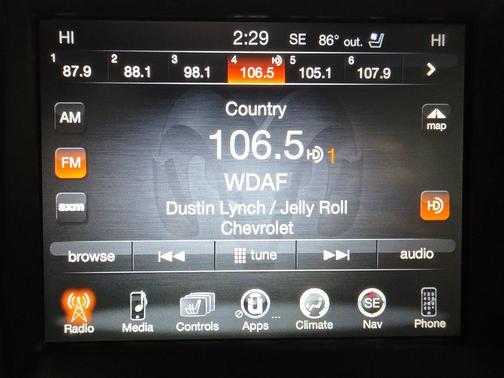 HI 2:29 SE 86° out. HI
1 87.9 2 88.1 3 98.1 4 106.5 HD 5 105.1 6 107.9
AM
Country
map
FM
106.5 HD 1
WDAF
sxm
Dustin Lynch / Jelly Roll
HD
Chevrolet
browse tune audio
Radio Media Controls U Apps ... Climate SE Nav Phone